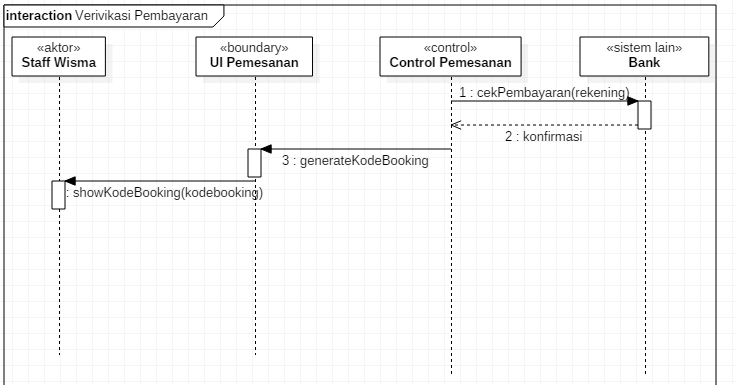 interaction Verivikasi Pembayaran
«aktor»
Staff Wisma
«boundary»
UI Pemesanan
«control»
Control Pemesanan
«sistem lain»
Bank
1 : cekPembayaran(rekening)
2 : konfirmasi
3 : generateKodeBooking
: showKodeBooking(kodebooking)